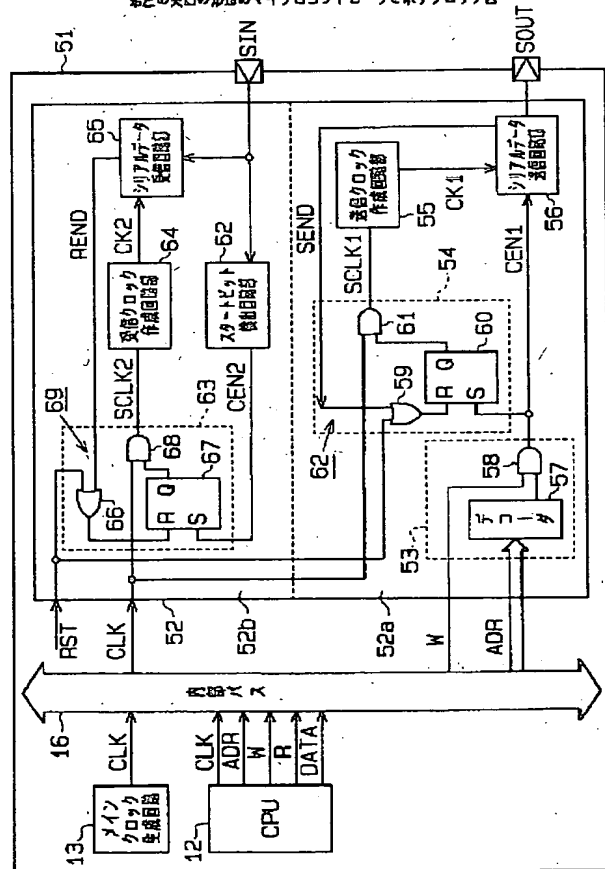 51
SIN
SOUT
65
シリアルデータ
受信回路部
REND
CK2
64
受信クロック
作成回路部
62
スタートビット
検出回路部
SCLK2
CEN2
69
63
66
68
67
R Q
S
RST
CLK
52
52b
52a
SEND
送信クロック
作成回路部
55
CK1
シリアルデータ
送信回路部
56
SCLK1
CEN1
54
61
60
59
R Q
S
62
58
57
デコーダ
53
W
ADR
16
内部バス
CLK
13
メイン
クロック
生成回路
CLK
ADR
W
R
DATA
12
CPU